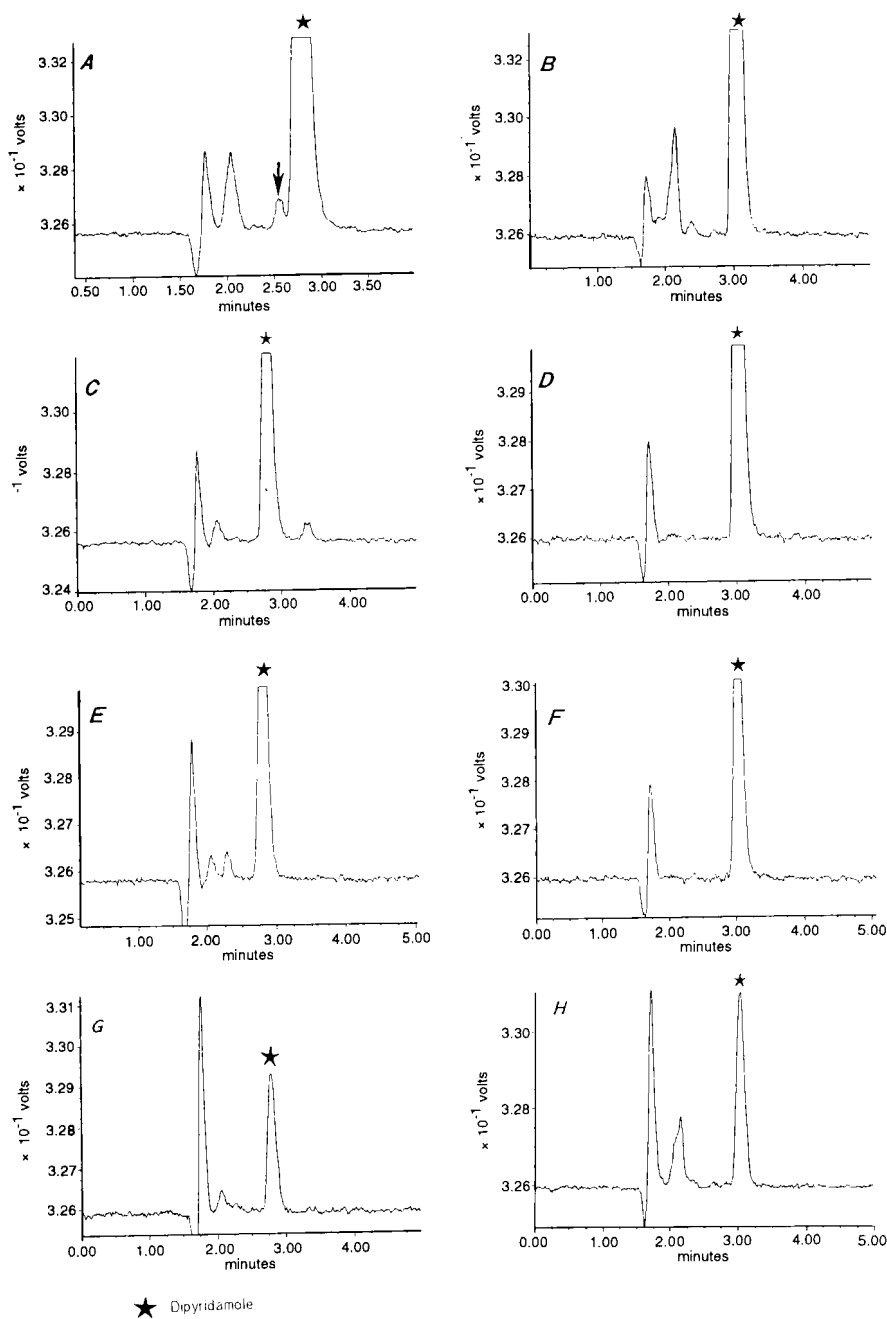 A
× 10⁻¹ volts
3.32
3.30
3.28
3.26
0.50 1.00 1.50 2.00 2.50 3.00 3.50
minutes
B
× 10⁻¹ volts
3.32
3.30
3.28
3.26
1.00 2.00 3.00 4.00
minutes
C
-1 volts
3.30
3.28
3.26
3.24
0.00 1.00 2.00 3.00 4.00
minutes
D
× 10⁻¹ volts
3.29
3.28
3.27
3.26
0.00 1.00 2.00 3.00 4.00
minutes
E
× 10⁻¹ volts
3.29
3.28
3.27
3.26
3.25
1.00 2.00 3.00 4.00 5.00
minutes
F
× 10⁻¹ volts
3.30
3.29
3.28
3.27
3.26
0.00 1.00 2.00 3.00 4.00 5.00
minutes
G
× 10⁻¹ volts
3.31
3.30
3.29
3.28
3.27
3.26
0.00 1.00 2.00 3.00 4.00
minutes
H
× 10⁻¹ volts
3.30
3.28
3.26
0.00 1.00 2.00 3.00 4.00 5.00
minutes
★ Dipyridamole